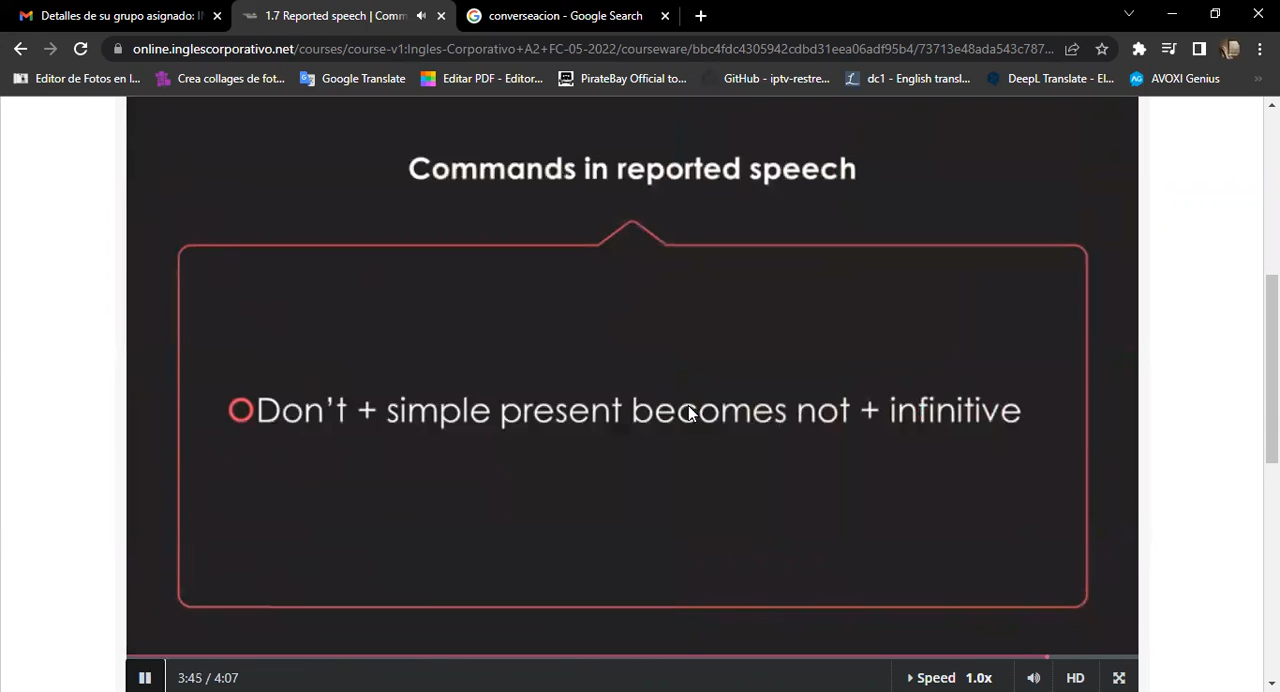 Detalles de su grupo asignado: I
1.7 Reported speech | Comm
converseacion - Google Search
online.inglescorporativo.net/courses/course-v1:Ingles-Corporativo+A2+FC-05-2022/courseware/bbc4fdc4305942cdbd31eea06adf95b4/73713e48ada543c787...
Editor de Fotos en l...
Crea collages de fot...
Google Translate
Editar PDF - Editor...
PirateBay Official to...
GitHub - iptv-restre...
dc1 - English transl...
DeepL Translate - El...
AVOXI Genius
»
Commands in reported speech
Don't + simple present becomes not + infinitive
3:45 / 4:07
Speed 1.0x
HD